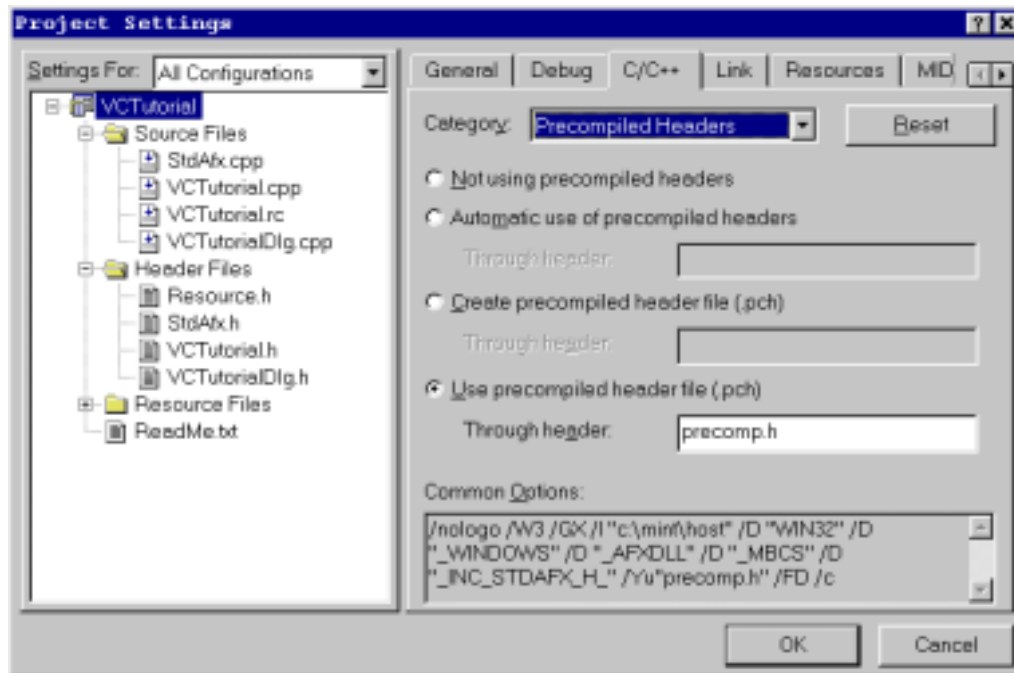 Project Settings
Settings For: All Configurations
VCTutorial
Source Files
StdAfx.cpp
VCTutorial.cpp
VCTutorial.rc
VCTutorialDlg.cpp
Header Files
Resource.h
StdAfx.h
VCTutorial.h
VCTutorialDlg.h
Resource Files
ReadMe.txt
General Debug C/C++ Link Resources MID
Category: Precompiled Headers Reset
Not using precompiled headers
Automatic use of precompiled headers
Through header:
Create precompiled header file (.pch)
Through header:
Use precompiled header file (.pch)
Through header: precomp.h
Common Options:
/nologo /W3 /GX /I "c:\mint\host" /D "WIN32" /D
"_WINDOWS" /D "_AFXDLL" /D "_MBCS" /D
"_INC_STDAFX_H_" /Yu"precomp.h" /FD /c
OK Cancel